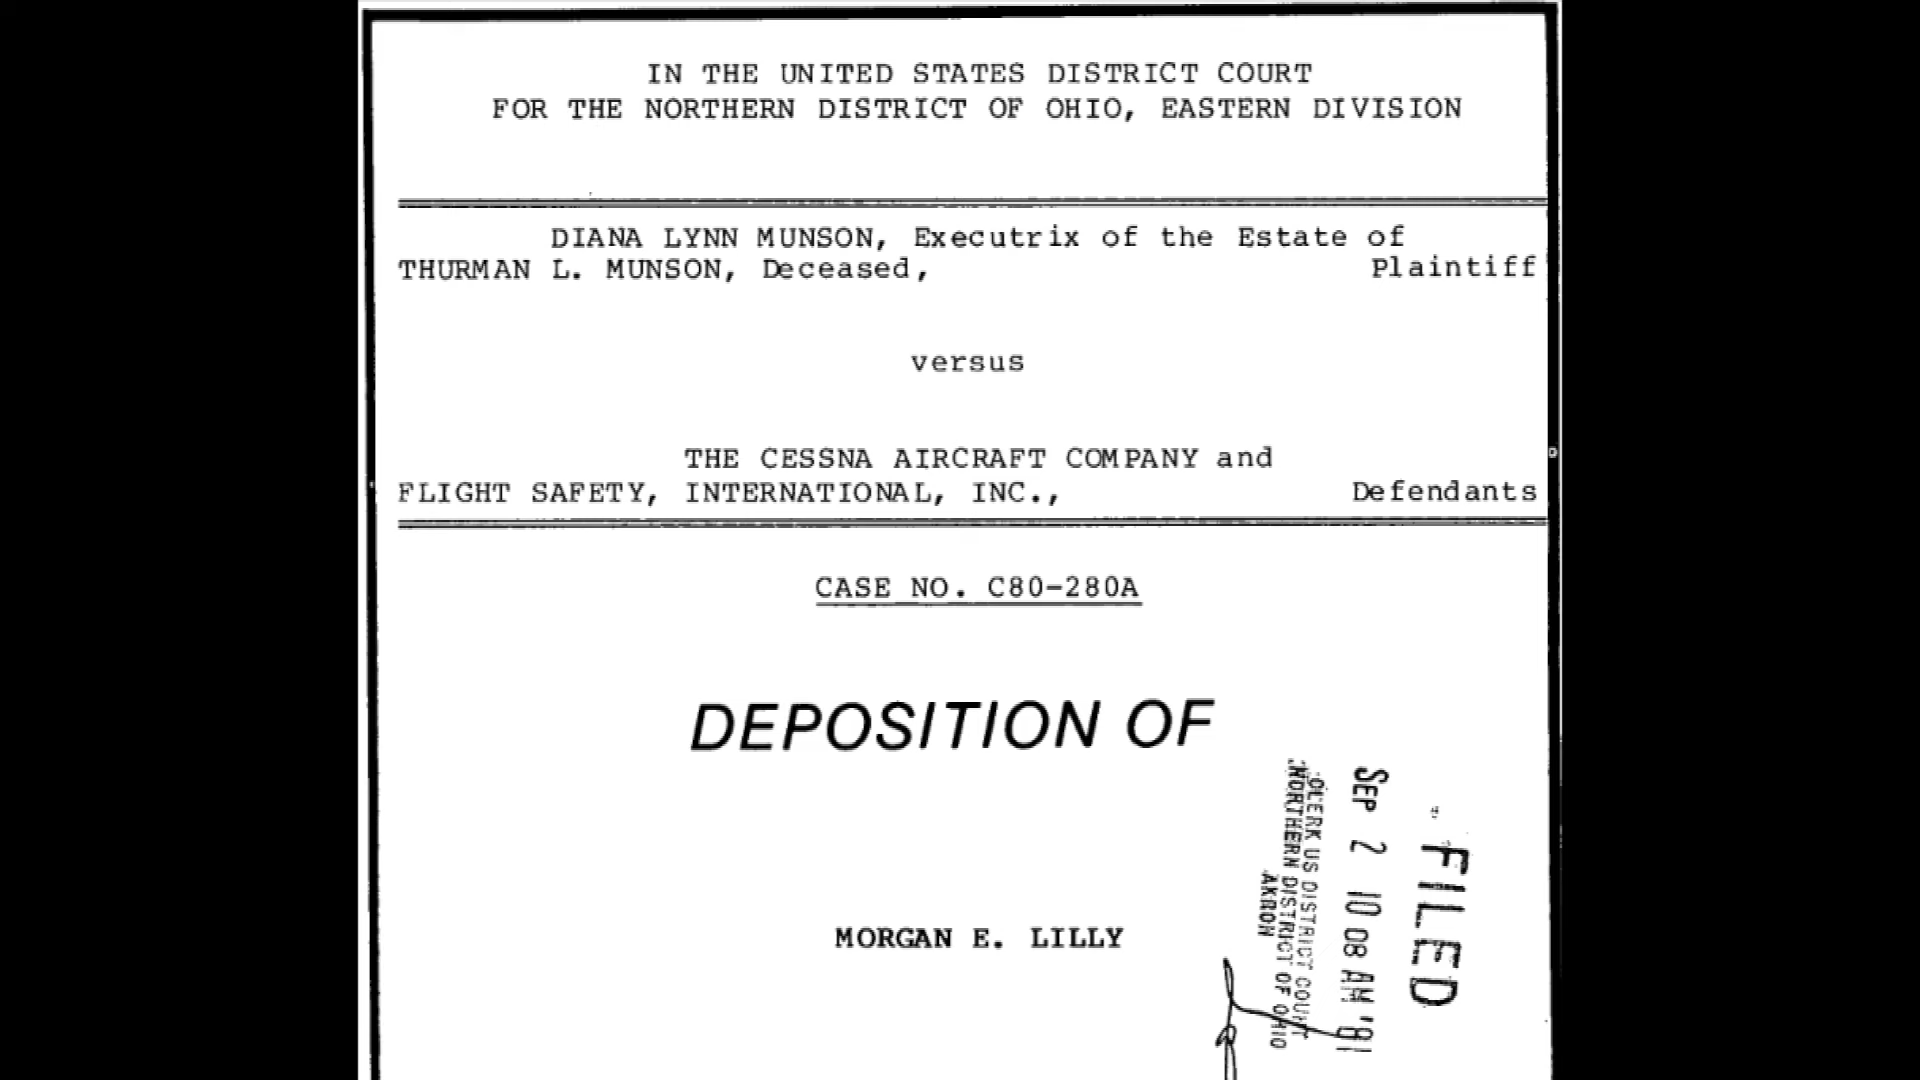 IN THE UNITED STATES DISTRICT COURT
FOR THE NORTHERN DISTRICT OF OHIO, EASTERN DIVISION
DIANA LYNN MUNSON, Executrix of the Estate of
THURMAN L. MUNSON, Deceased, Plaintiff
versus
THE CESSNA AIRCRAFT COMPANY and
FLIGHT SAFETY, INTERNATIONAL, INC., Defendants
CASE NO. C80-280A
DEPOSITION OF
MORGAN E. LILLY
FILED
SEP 2 10 08 AM '81
CLERK US DISTRICT COURT
NORTHERN DISTRICT OF OHIO
AKRON